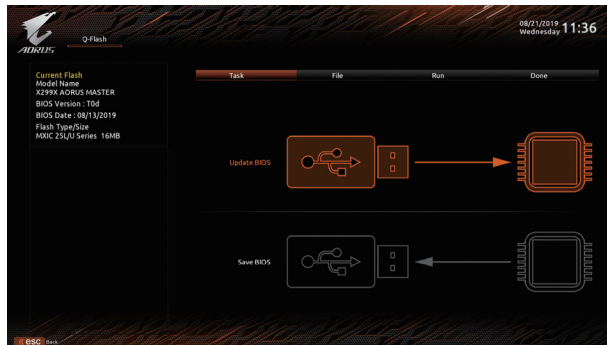 AORUS
Q-Flash
08/21/2019
Wednesday 11:36
Current Flash
Model Name
X299X AORUS MASTER
BIOS Version : T0d
BIOS Date : 08/13/2019
Flash Type/Size
MXIC 25L/U Series 16MB
Task File Run Done
Update BIOS
Save BIOS
esc Back